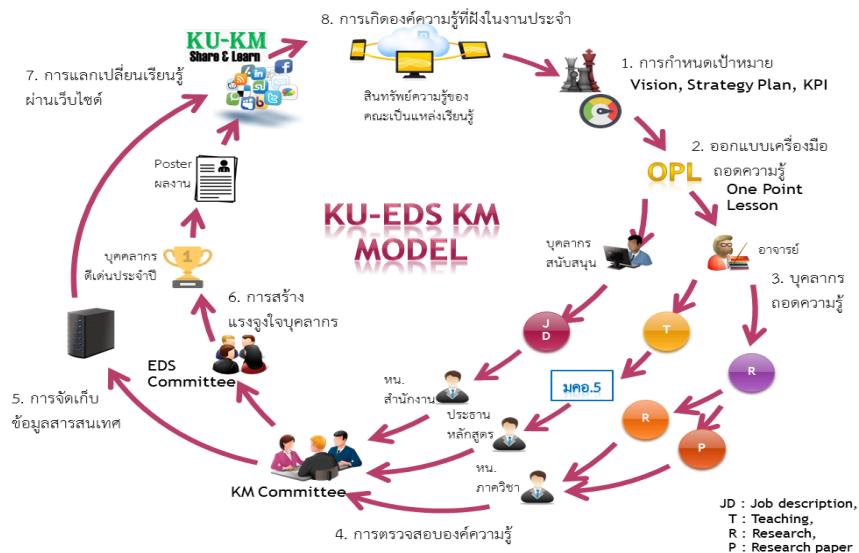 8. การเกิดองค์ความรู้ที่ฝังในงานประจำ
KU-KM
Share & Learn
สินทรัพย์ความรู้ของ
คณะเป็นแหล่งเรียนรู้
1. การกำหนดเป้าหมาย
Vision, Strategy Plan, KPI
2. ออกแบบเครื่องมือ
ถอดความรู้
OPL
One Point
Lesson
บุคลากร
สนับสนุน
อาจารย์
3. บุคลากร
ถอดความรู้
JD
T
R
มคอ.5
R
P
หน.
สำนักงาน
ประธาน
หลักสูตร
หน.
ภาควิชา
4. การตรวจสอบองค์ความรู้
KM Committee
5. การจัดเก็บ
ข้อมูลสารสนเทศ
EDS
Committee
6. การสร้าง
แรงจูงใจบุคลากร
บุคคลากร
ดีเด่นประจำปี
1
Poster
ผลงาน
7. การแลกเปลี่ยนเรียนรู้
ผ่านเว็บไซต์
KU-EDS KM
MODEL
JD : Job description,
T : Teaching,
R : Research,
P : Research paper